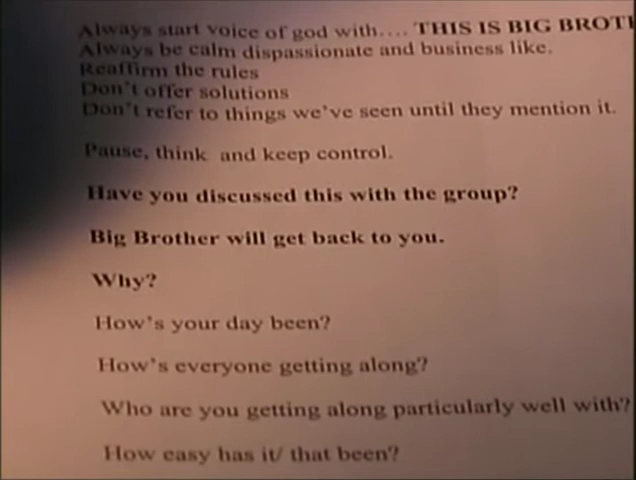 Always start voice of god with.... THIS IS BIG BROT
Always be calm dispassionate and business like.
Reaffirm the rules
Don't offer solutions
Don't refer to things we've seen until they mention it.
Pause, think and keep control.
Have you discussed this with the group?
Big Brother will get back to you.
Why?
How's your day been?
How's everyone getting along?
Who are you getting along particularly well with?
How easy has it/ that been?